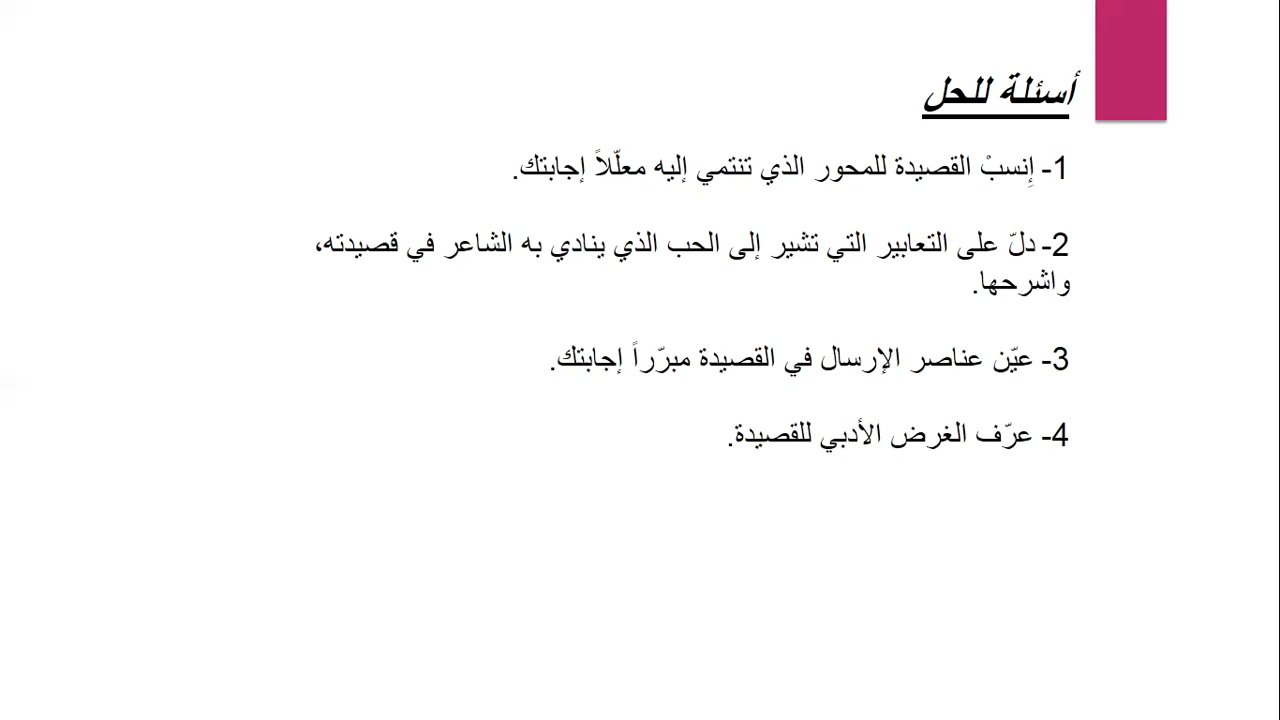 أسئلة للحل
1- إِنسبْ القصيدة للمحور الذي تنتمي إليه معلّلاً إجابتك.
2- دلّ على التعابير التي تشير إلى الحب الذي ينادي به الشاعر في قصيدته،
واشرحها.
3- عيّن عناصر الإرسال في القصيدة مبرّراً إجابتك.
4- عرّف الغرض الأدبي للقصيدة.